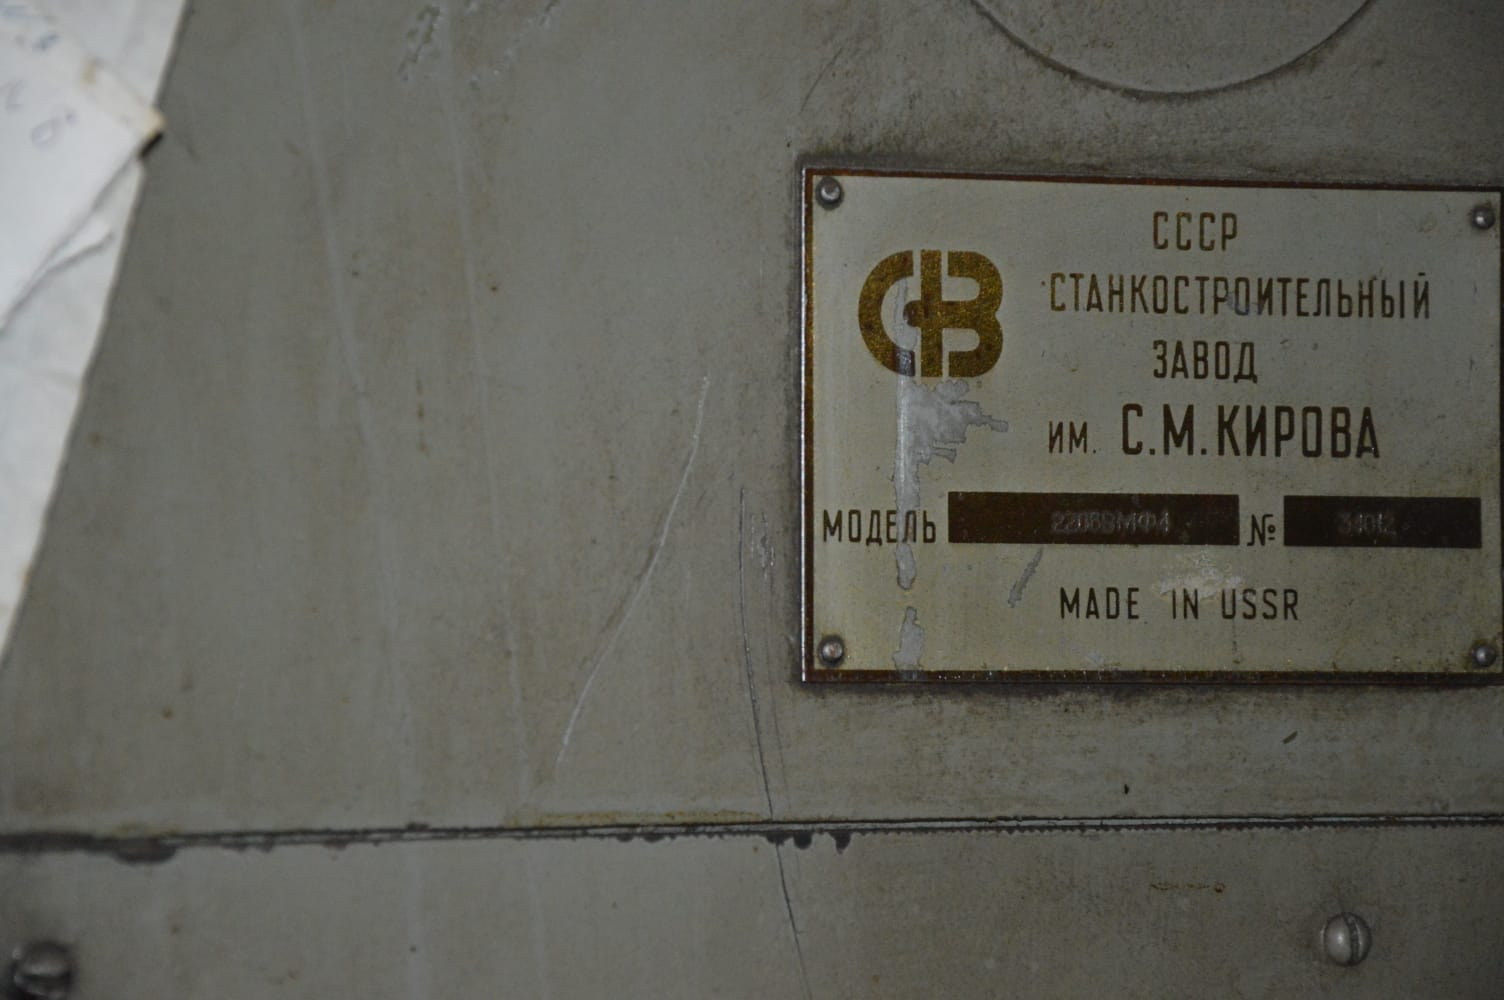 СССР
СТАНКОСТРОИТЕЛЬНЫЙ
ЗАВОД
ИМ. С.М.КИРОВА
МОДЕЛЬ 2206ВМФ4 № 34012
MADE IN USSR